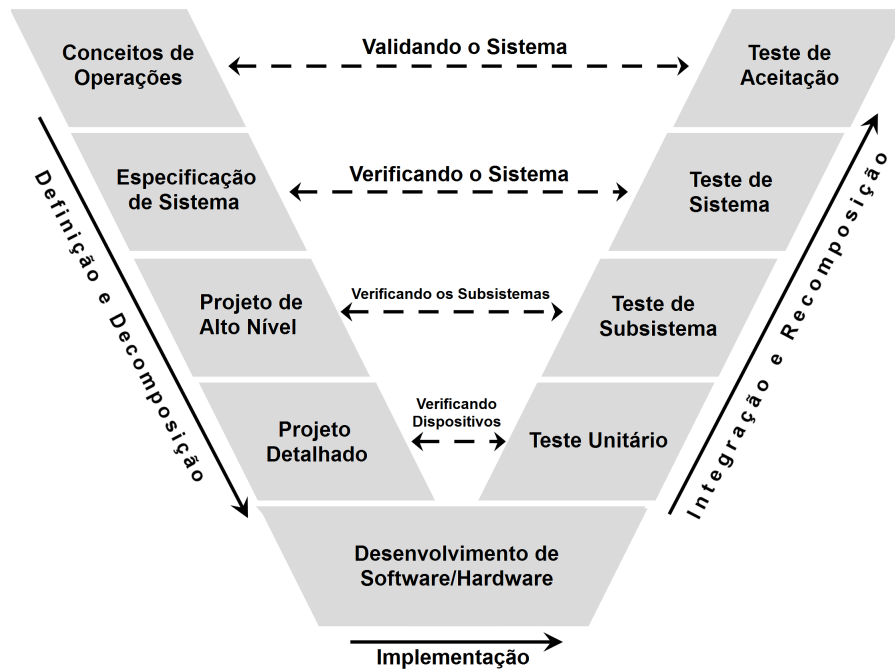 Conceitos de
Operações
Validando o Sistema
Teste de
Aceitação
Especificação
de Sistema
Verificando o Sistema
Teste de
Sistema
Projeto de
Alto Nível
Verificando os Subsistemas
Teste de
Subsistema
Projeto
Detalhado
Verificando
Dispositivos
Teste Unitário
Definição e Decomposição
Integração e Recomposição
Desenvolvimento de
Software/Hardware
Implementação